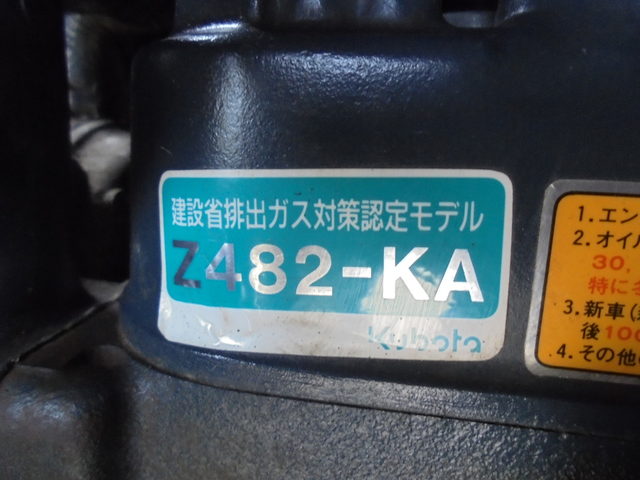 建設省排出ガス対策認定モデル
Z482-KA
Kubota
1.エン
2.オイ
30,
特に
3.新車
後100
4.その他